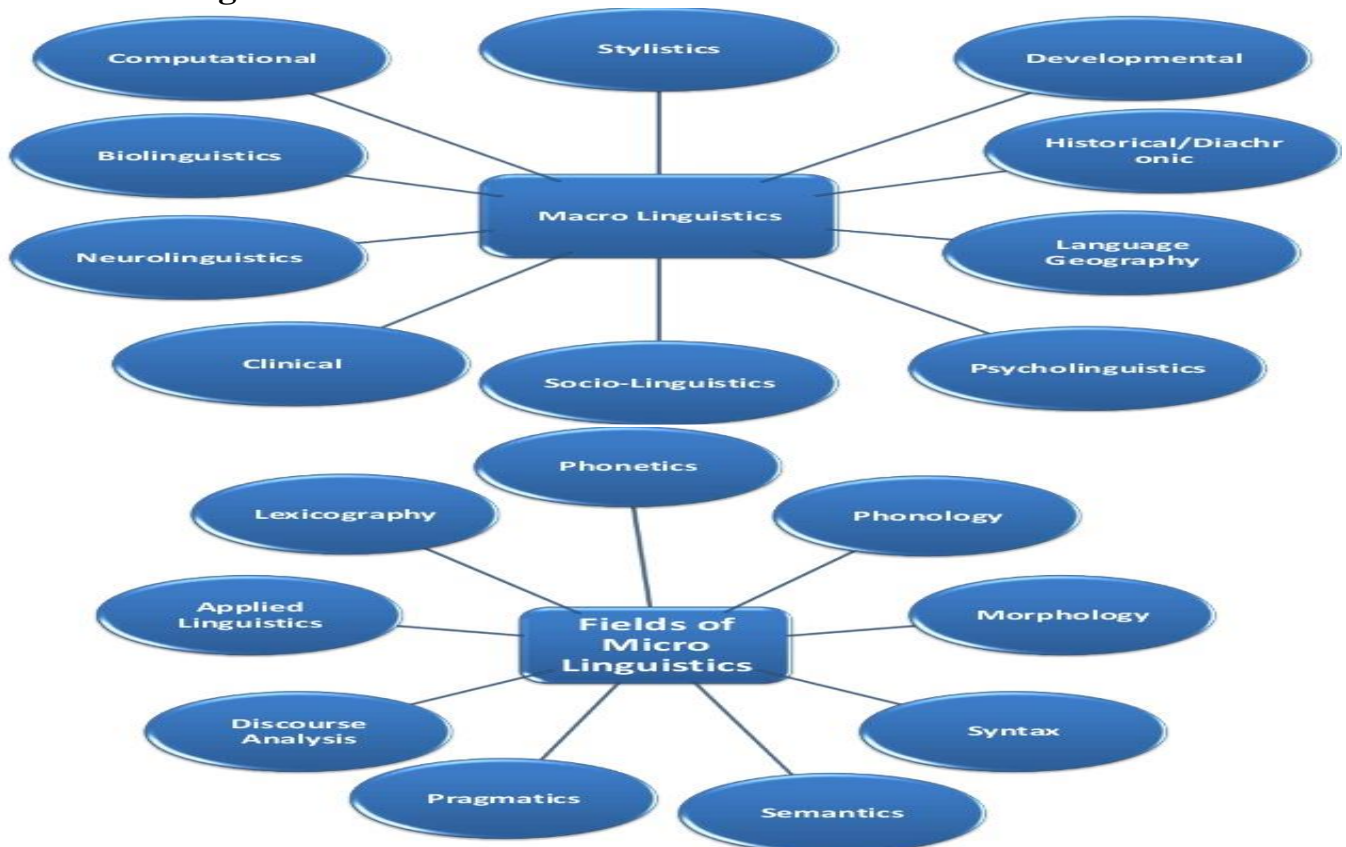 Computational
Stylistics
Developmental
Biolinguistics
Historical/Diachr
onic
Macro Linguistics
Neurolinguistics
Language
Geography
Clinical
Socio-Linguistics
Psycholinguistics
Phonetics
Lexicography
Phonology
Applied
Linguistics
Fields of
Micro
Linguistics
Morphology
Discourse
Analysis
Syntax
Pragmatics
Semantics